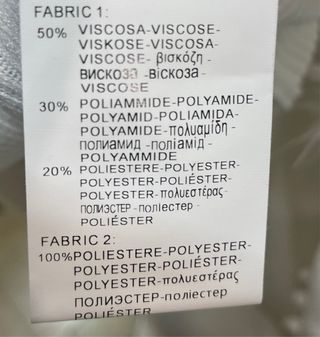 FABRIC 1:
50% VISCOSA-VISCOSE-
VISKOSE-VISCOSA-
VISCOSE- βισκόζη -
вискоза -віскоза-
VISCOSE
30% POLIAMMIDE-POLYAMIDE-
POLYAMID-POLIAMIDA-
POLYAMIDE-πολυαμίδη -
полиамид -поліамід -
POLYAMMIDE
20% POLIESTERE-POLYESTER-
POLYESTER-POLIÉSTER-
POLYESTER-πολυεστέρας-
полиэстер-поліестер -
POLIÉSTER
FABRIC 2:
100%POLIESTERE-POLYESTER-
POLYESTER-POLIÉSTER-
POLYESTER-πολυεστέρας
полиэстер-поліестер
POLIÉSTER